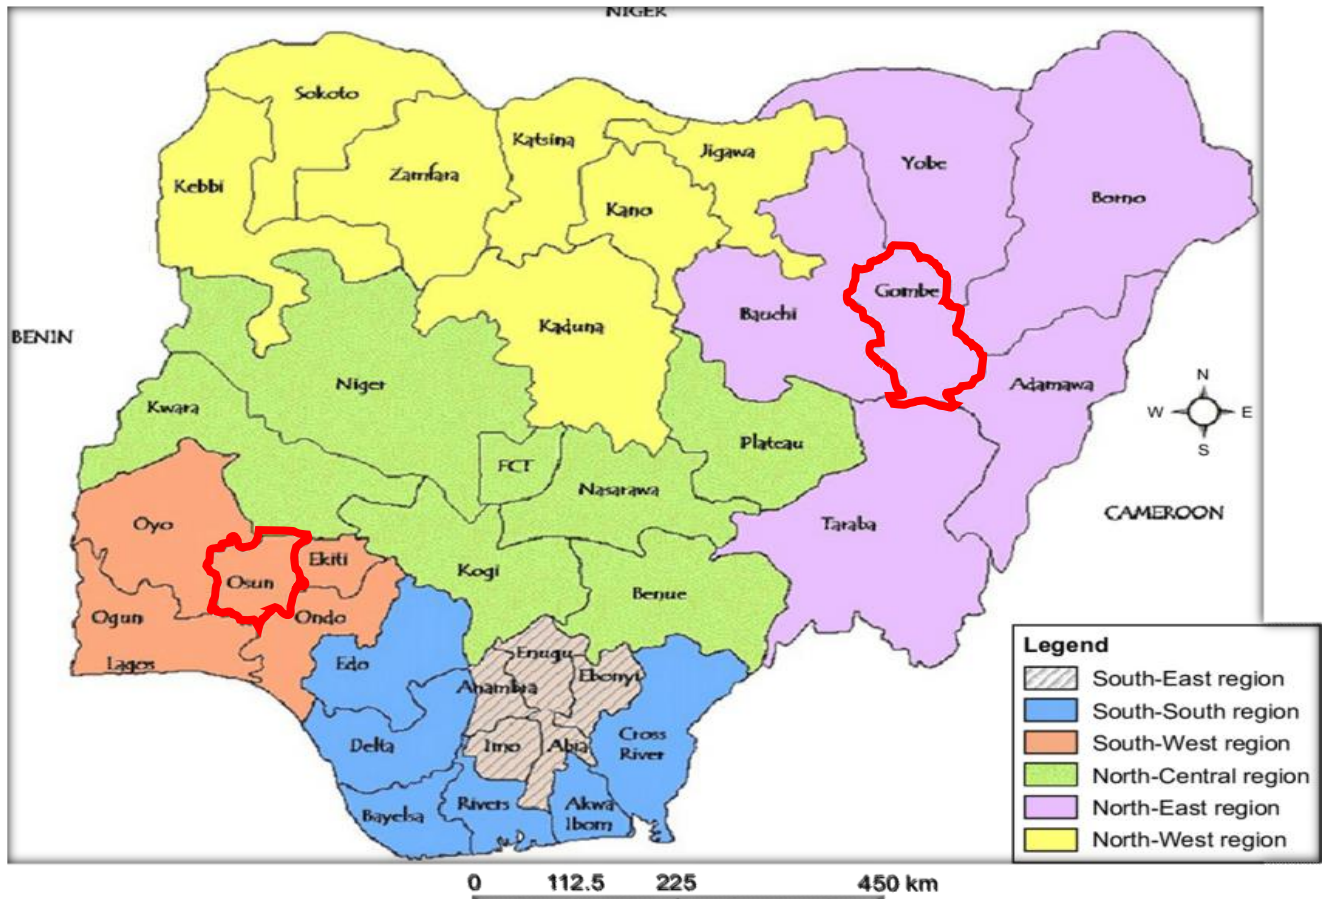 NIGER
Sokoto
Katsina
Jigawa
Yobe
Zamfara
Kebbi
Kano
Borno
Gombe
Bauchi
Kaduna
BENIN
Niger
Adamawa
N
W E
S
Kwara
Plateau
FCT
Nasarawa
CAMEROON
Oyo
Taraba
Ekiti
Kogi
Osun
Benue
Ogun
Ondo
Lagos
Edo
Enugu
Ebonyi
Anambra
Delta
Imo
Abia
Cross
River
Bayelsa
Rivers
Akwa
Ibom
Legend
South-East region
South-South region
South-West region
North-Central region
North-East region
North-West region
0 112.5 225 450 km